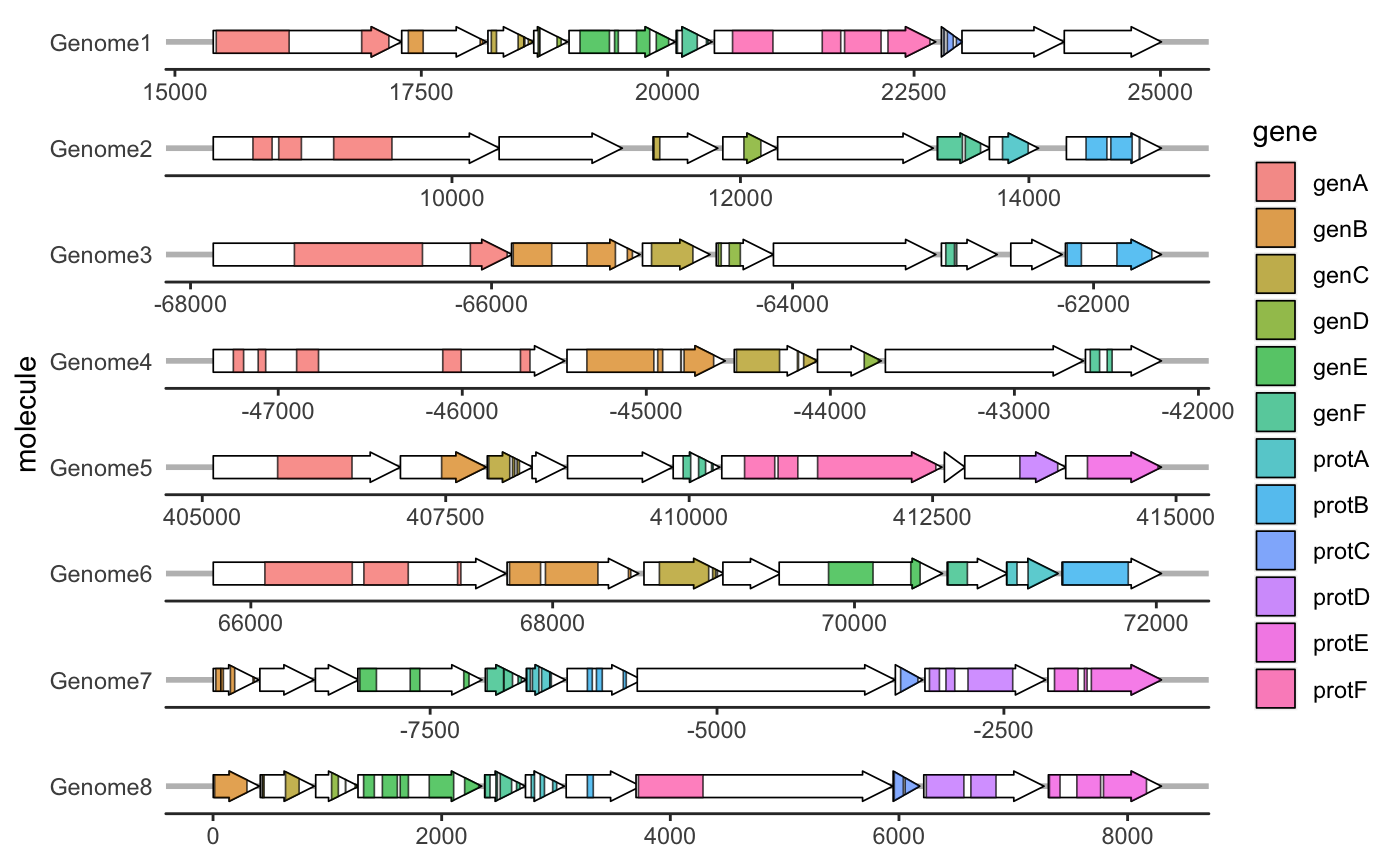 Genome1
15000 17500 20000 22500 25000
Genome2
10000 12000 14000
Genome3
-68000 -66000 -64000 -62000
Genome4
-47000 -46000 -45000 -44000 -43000 -42000
Genome5
405000 407500 410000 412500 415000
Genome6
66000 68000 70000 72000
Genome7
-7500 -5000 -2500
Genome8
0 2000 4000 6000 8000
molecule
gene
genA
genB
genC
genD
genE
genF
protA
protB
protC
protD
protE
protF